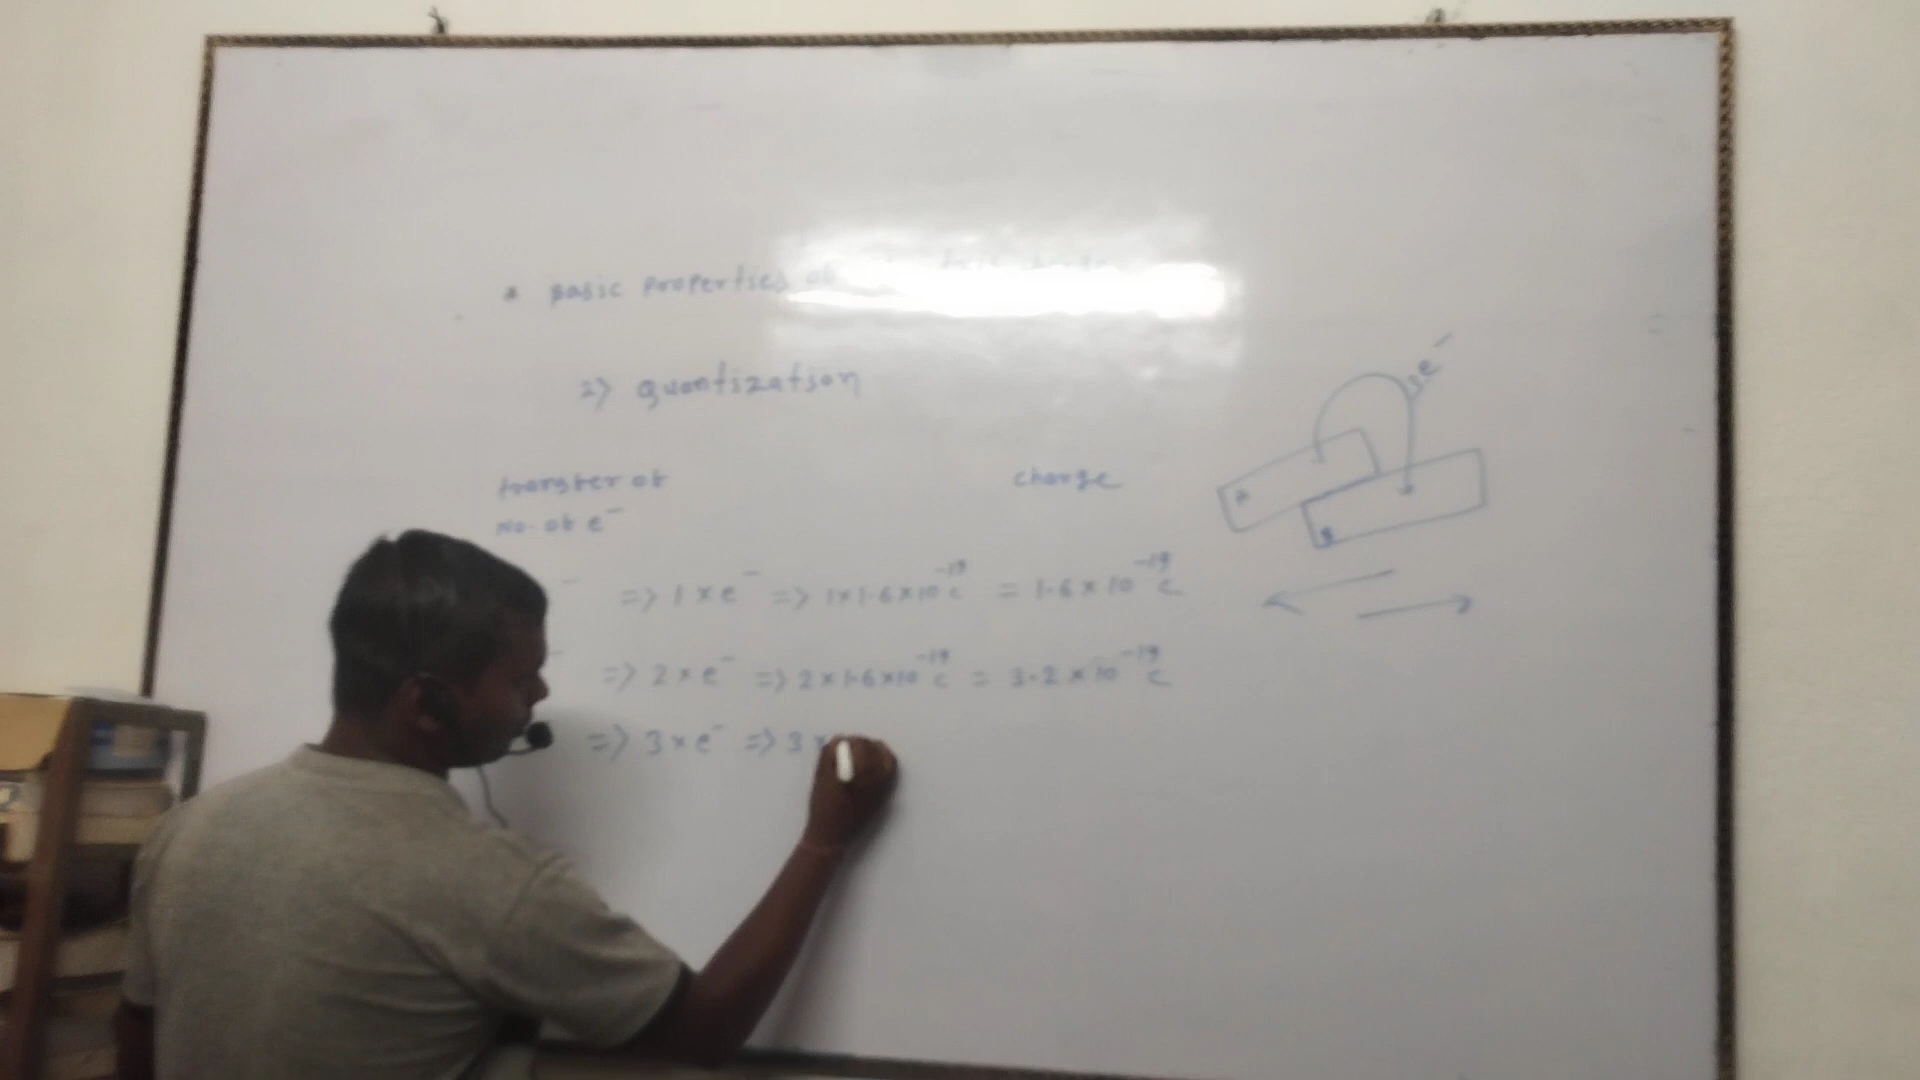 * Basic Properties of
2) quantization
transfer of
No. of e⁻
charge
e⁻
A
B
⇒ 1 × e⁻ ⇒ 1×1.6×10⁻¹⁹ c = 1.6×10⁻¹⁹ c
⇒ 2 × e⁻ ⇒ 2×1.6×10⁻¹⁹ c = 3.2×10⁻¹⁹ c
⇒ 3 × e⁻ ⇒ 3 ×